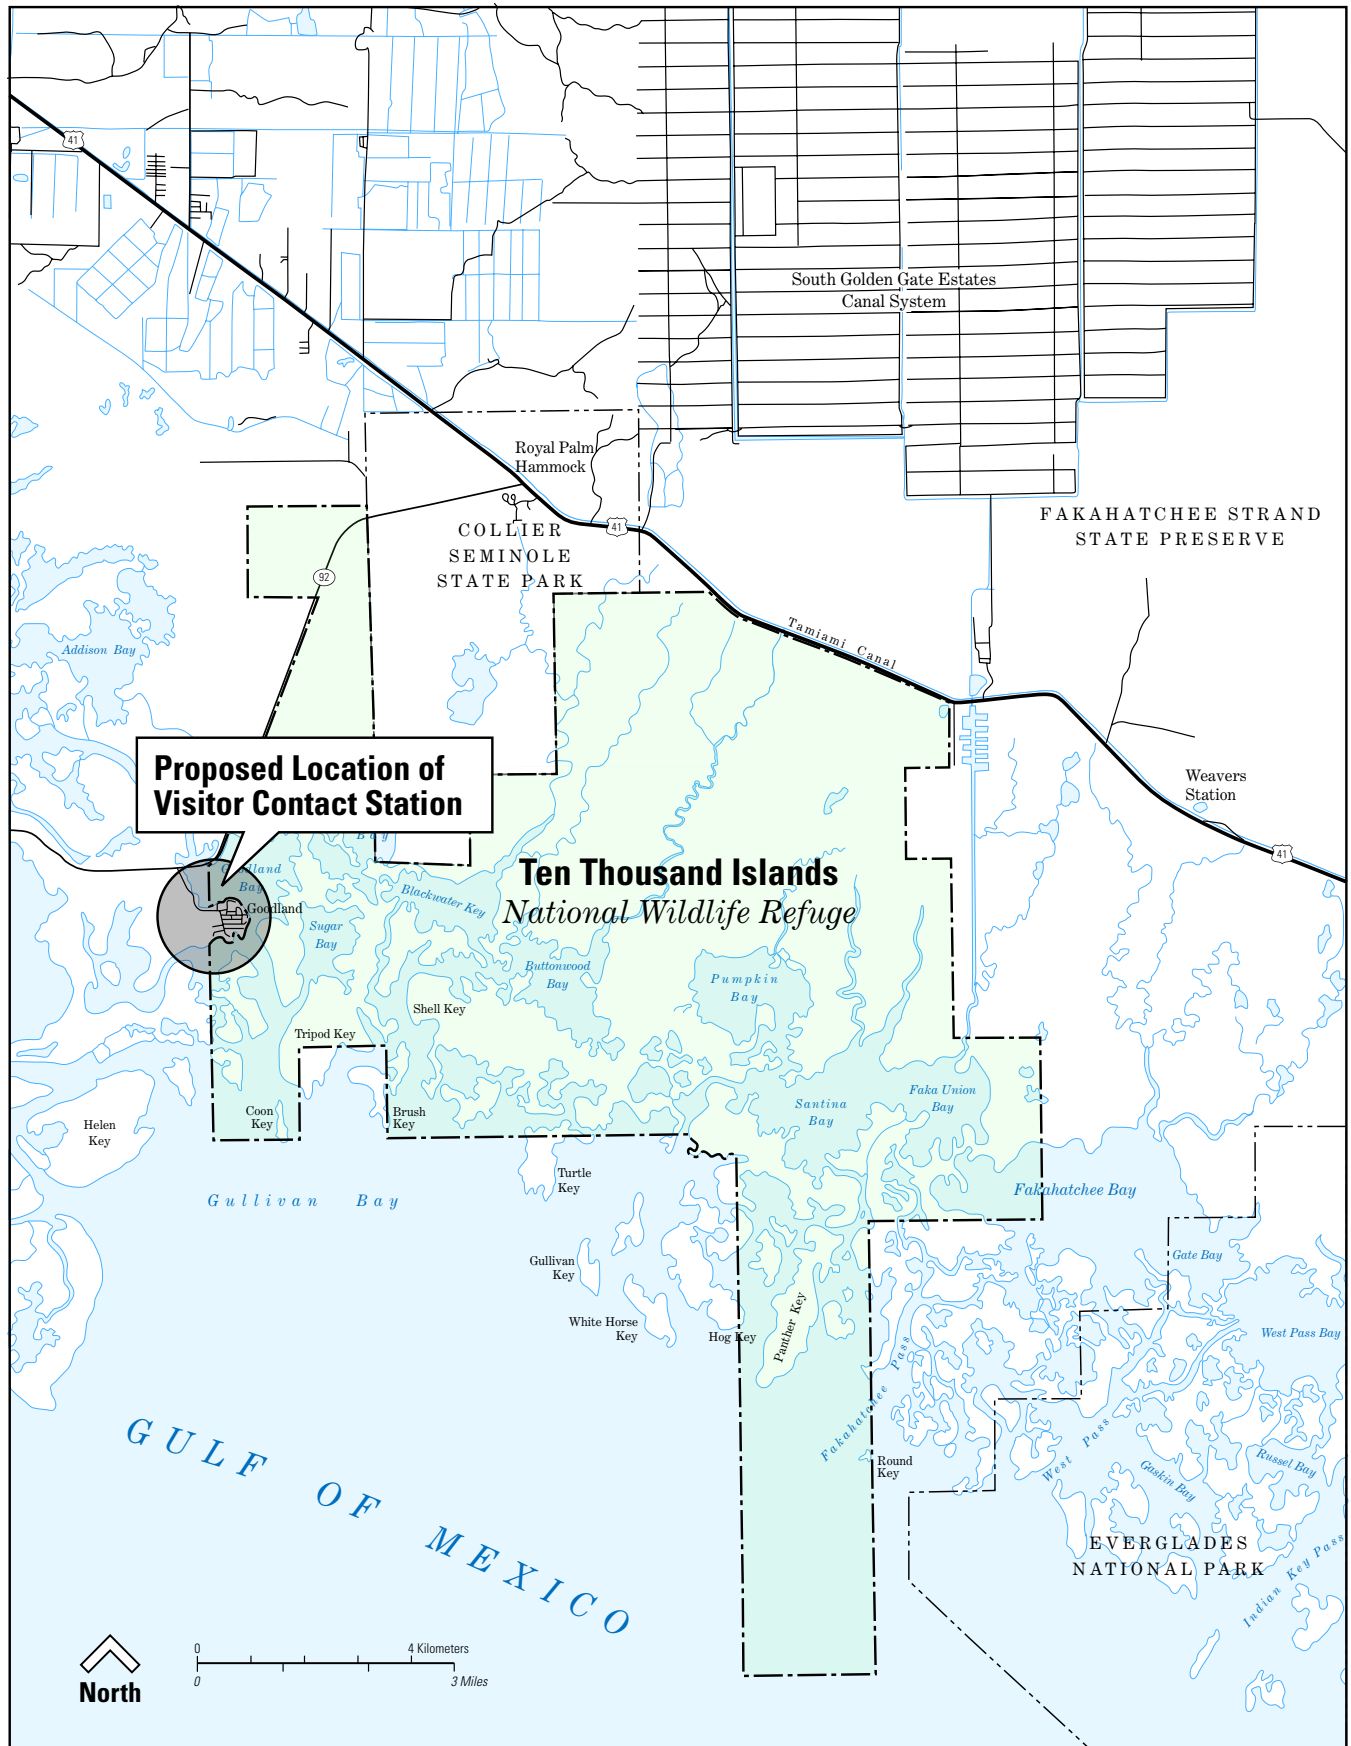 41
South Golden Gate Estates
Canal System
Royal Palm
Hammock
41
COLLIER
SEMINOLE
STATE PARK
FAKAHATCHEE STRAND
STATE PRESERVE
92
Tamiami Canal
Addison Bay
Proposed Location of
Visitor Contact Station
Weavers
Station
41
Bay
Ten Thousand Islands
National Wildlife Refuge
Bay
Goodland
Blackwater Key
Sugar
Bay
Buttonwood
Bay
Pumpkin
Bay
Shell Key
Tripod Key
Coon
Key
Brush
Key
Helen
Key
Santina
Bay
Faka Union
Bay
Turtle
Key
Gullivan Bay
Fakahatchee Bay
Gullivan
Key
Gate Bay
White Horse
Key
Hog Key
Panther Key
Fakahatchee Pass
West Pass Bay
Round
Key
West Pass
Gaskin Bay
Russel Bay
GULF OF MEXICO
EVERGLADES
NATIONAL PARK
Indian Key Pass
North
0
4 Kilometers
0
3 Miles